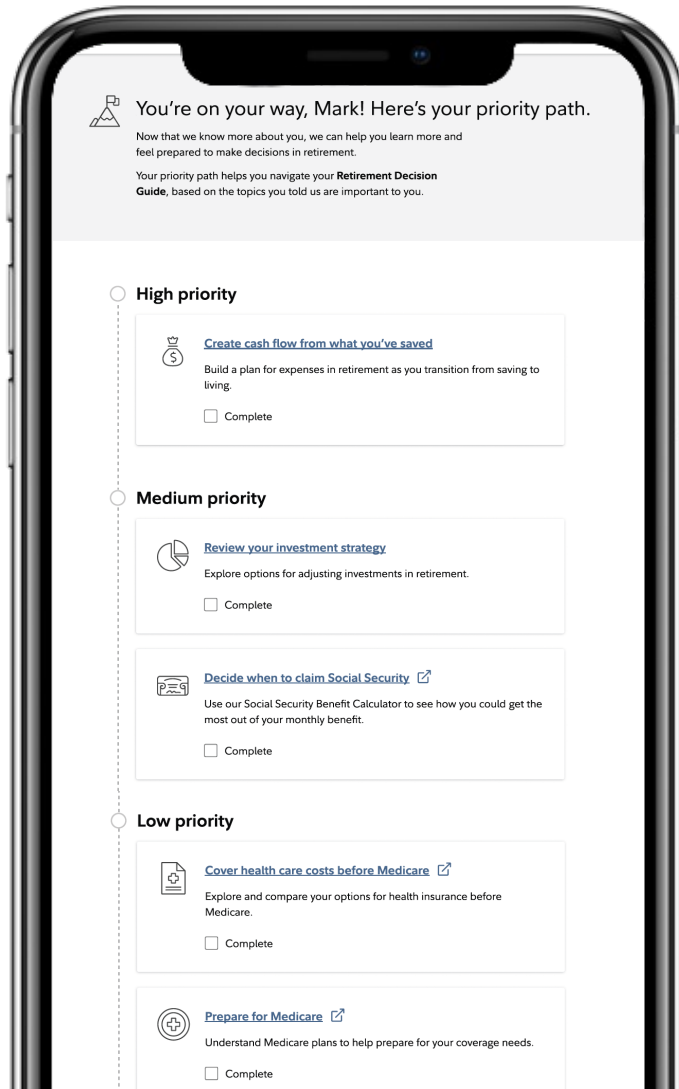 You're on your way, Mark! Here's your priority path.
Now that we know more about you, we can help you learn more and
feel prepared to make decisions in retirement.
Your priority path helps you navigate your Retirement Decision
Guide, based on the topics you told us are important to you.
High priority
Create cash flow from what you've saved
Build a plan for expenses in retirement as you transition from saving to
living.
Complete
Medium priority
Review your investment strategy
Explore options for adjusting investments in retirement.
Complete
Decide when to claim Social Security
Use our Social Security Benefit Calculator to see how you could get the
most out of your monthly benefit.
Complete
Low priority
Cover health care costs before Medicare
Explore and compare your options for health insurance before
Medicare.
Complete
Prepare for Medicare
Understand Medicare plans to help prepare for your coverage needs.
Complete